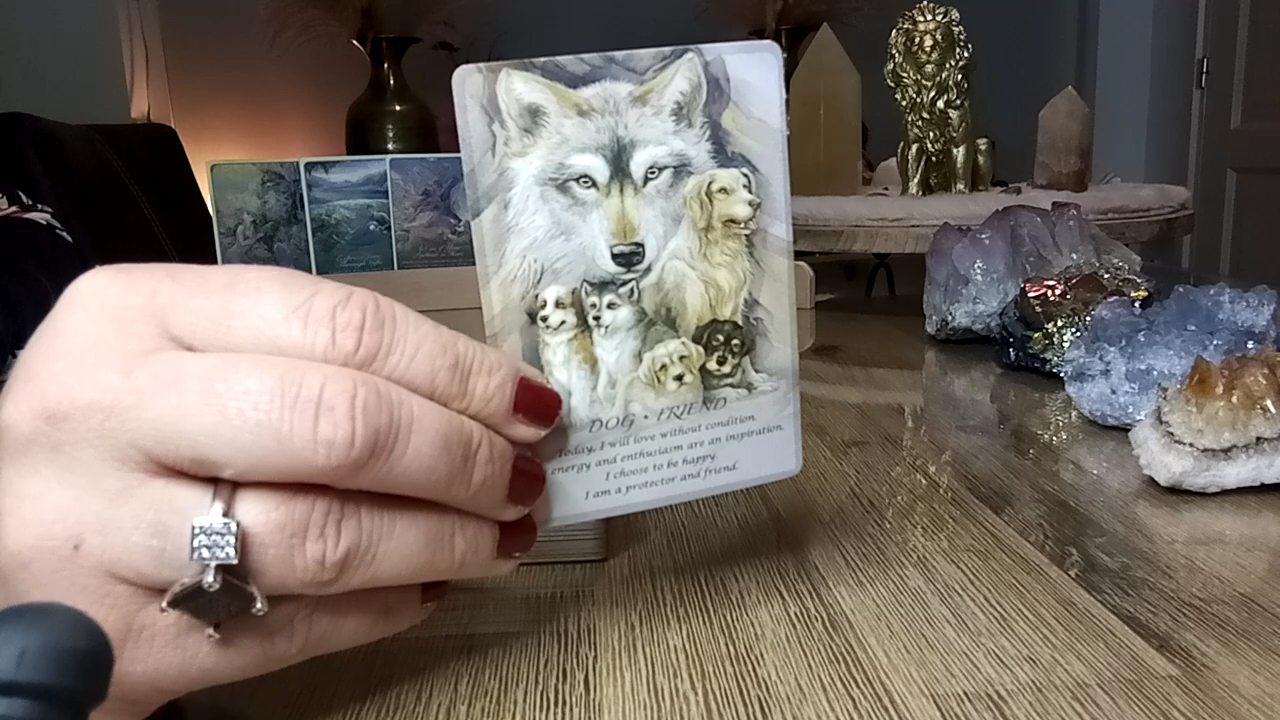 DOG • FRIEND
Today, I will love without condition.
energy and enthusiasm are an inspiration.
I choose to be happy.
I am a protector and friend.